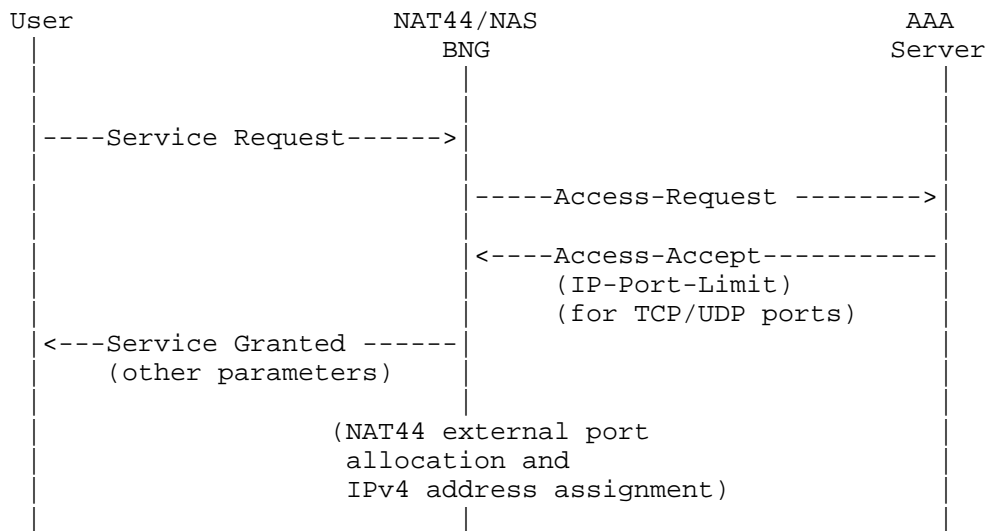 User NAT44/NAS AAA
BNG Server
----Service Request------>
-----Access-Request -------->
<----Access-Accept-----------
(IP-Port-Limit)
(for TCP/UDP ports)
<---Service Granted ------
(other parameters)
(NAT44 external port
allocation and
IPv4 address assignment)